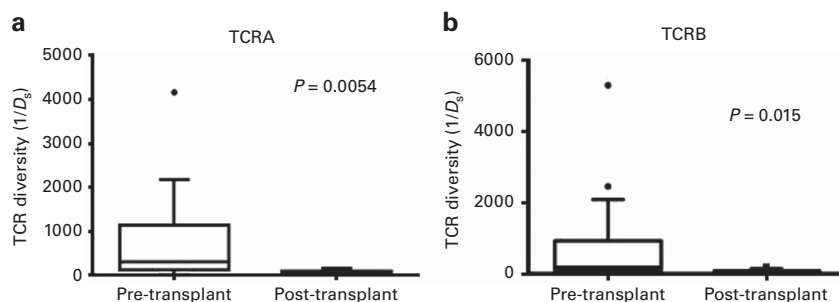 a
TCRA
TCR diversity (1/Ds)
5000
4000
3000
2000
1000
0
P = 0.0054
Pre-transplant
Post-transplant
b
TCRB
TCR diversity (1/Ds)
6000
4000
2000
0
P = 0.015
Pre-transplant
Post-transplant